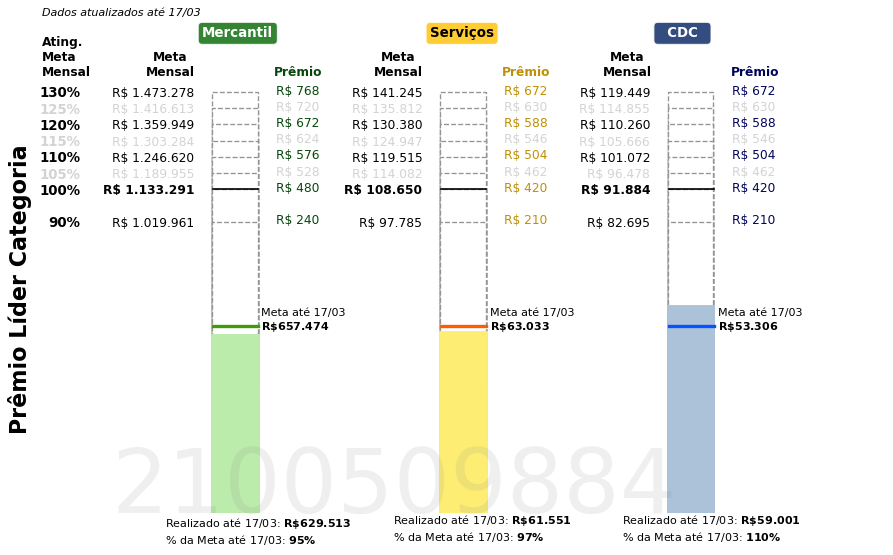 Dados atualizados até 17/03
Mercantil Serviços CDC
Ating. Meta Mensal
Meta Mensal Prêmio Meta Mensal Prêmio Meta Mensal Prêmio
130% R$ 1.473.278 R$ 768 R$ 141.245 R$ 672 R$ 119.449 R$ 672
125% R$ 1.416.613 R$ 720 R$ 135.812 R$ 630 R$ 114.855 R$ 630
120% R$ 1.359.949 R$ 672 R$ 130.380 R$ 588 R$ 110.260 R$ 588
115% R$ 1.303.284 R$ 624 R$ 124.947 R$ 546 R$ 105.666 R$ 546
110% R$ 1.246.620 R$ 576 R$ 119.515 R$ 504 R$ 101.072 R$ 504
105% R$ 1.189.955 R$ 528 R$ 114.082 R$ 462 R$ 96.478 R$ 462
100% R$ 1.133.291 R$ 480 R$ 108.650 R$ 420 R$ 91.884 R$ 420
90% R$ 1.019.961 R$ 240 R$ 97.785 R$ 210 R$ 82.695 R$ 210
Prêmio Líder Categoria
Meta até 17/03 Meta até 17/03 Meta até 17/03
R$657.474 R$63.033 R$53.306
2100509884
Realizado até 17/03: R$629.513 Realizado até 17/03: R$61.551 Realizado até 17/03: R$59.001
% da Meta até 17/03: 95% % da Meta até 17/03: 97% % da Meta até 17/03: 110%